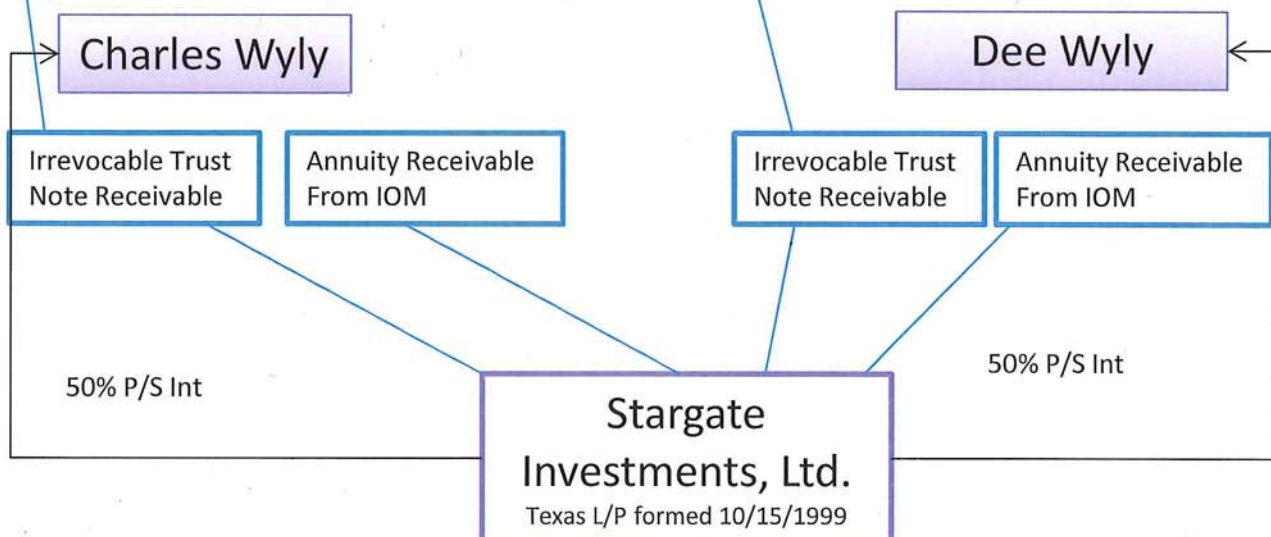 Charles Wyly
Dee Wyly
Irrevocable Trust
Note Receivable
Annuity Receivable
From IOM
Irrevocable Trust
Note Receivable
Annuity Receivable
From IOM
50% P/S Int
50% P/S Int
Stargate
Investments, Ltd.
Texas L/P formed 10/15/1999